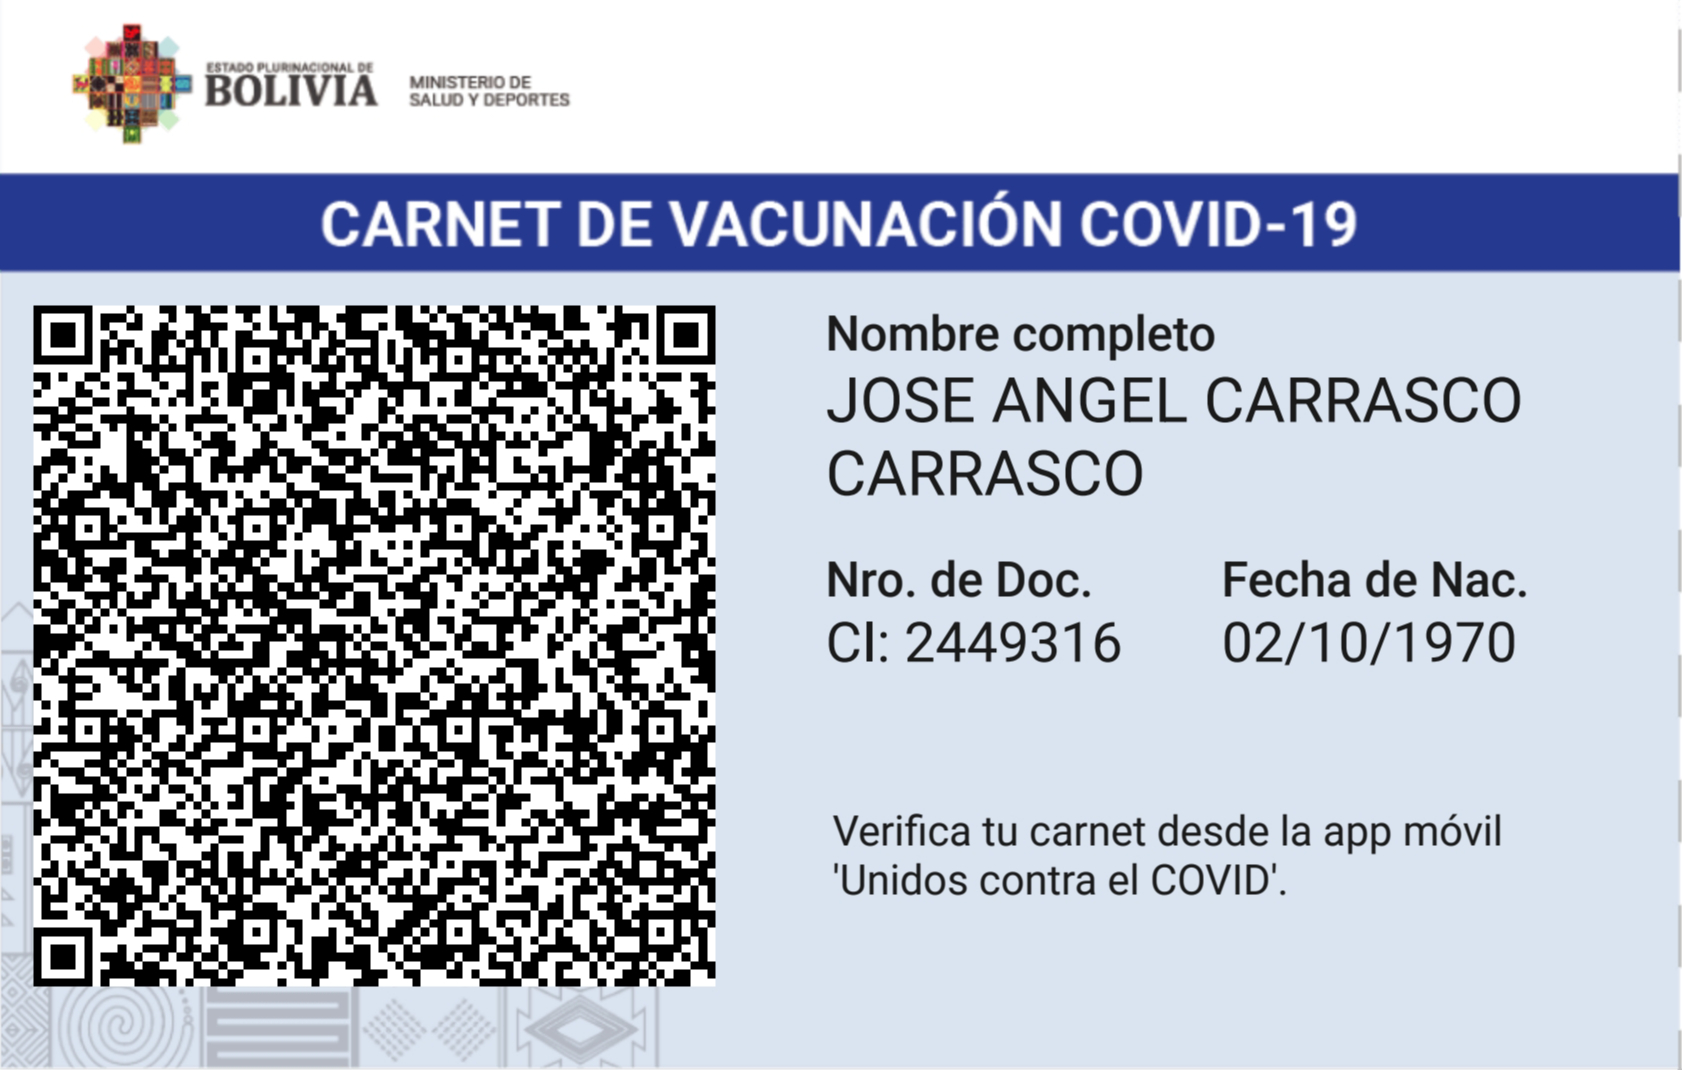 ESTADO PLURINACIONAL DE
BOLIVIA
MINISTERIO DE
SALUD Y DEPORTES
CARNET DE VACUNACIÓN COVID-19
Nombre completo
JOSE ANGEL CARRASCO
CARRASCO
Nro. de Doc.
CI: 2449316
Fecha de Nac.
02/10/1970
Verifica tu carnet desde la app móvil
'Unidos contra el COVID'.